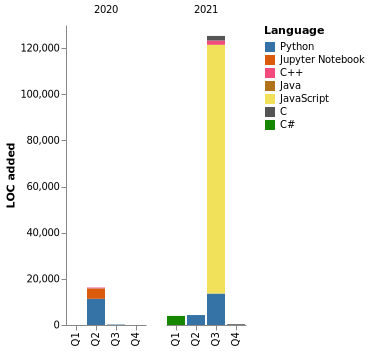 2020 2021
Language
Python
Jupyter Notebook
C++
Java
JavaScript
C
C#
LOC added
120,000
100,000
80,000
60,000
40,000
20,000
0
Q1 Q2 Q3 Q4 Q1 Q2 Q3 Q4